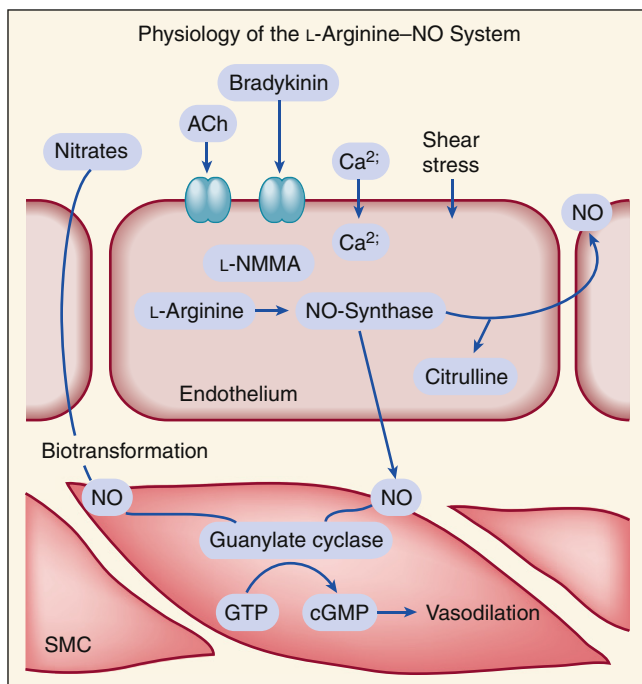 Physiology of the L-Arginine–NO System
Bradykinin
ACh
Nitrates
Ca2;
Shear
stress
NO
Ca2;
L-NMMA
L-Arginine
NO-Synthase
Citrulline
Endothelium
Biotransformation
NO
NO
Guanylate cyclase
GTP
cGMP
Vasodilation
SMC